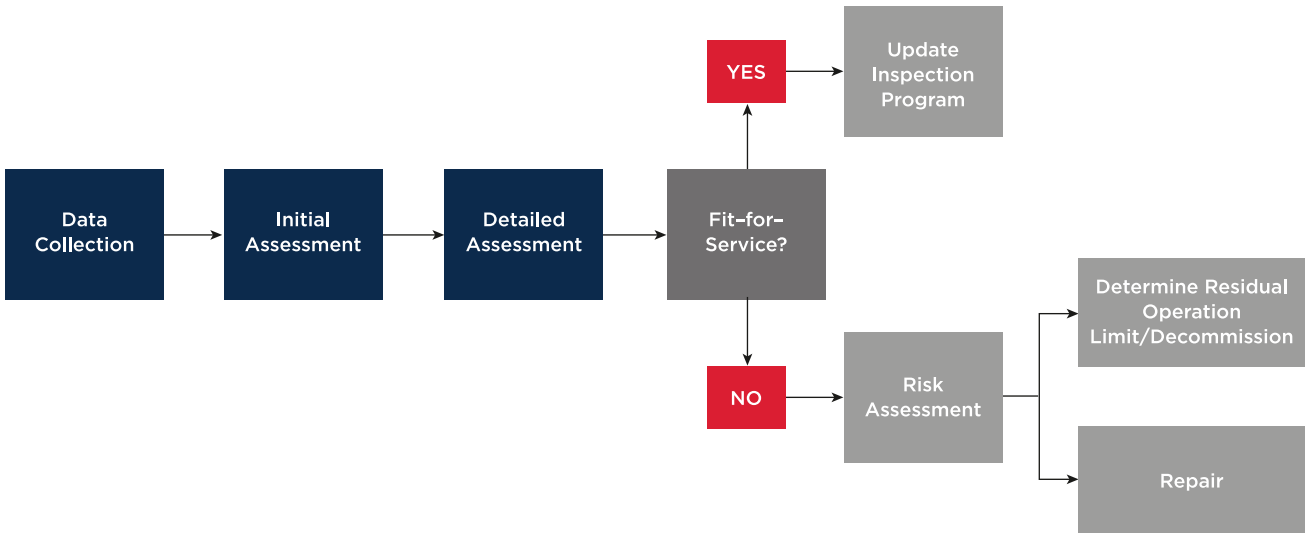 YES
Update
Inspection
Program
Data
Collection
Initial
Assessment
Detailed
Assessment
Fit–for–
Service?
NO
Risk
Assessment
Determine Residual
Operation
Limit/Decommission
Repair